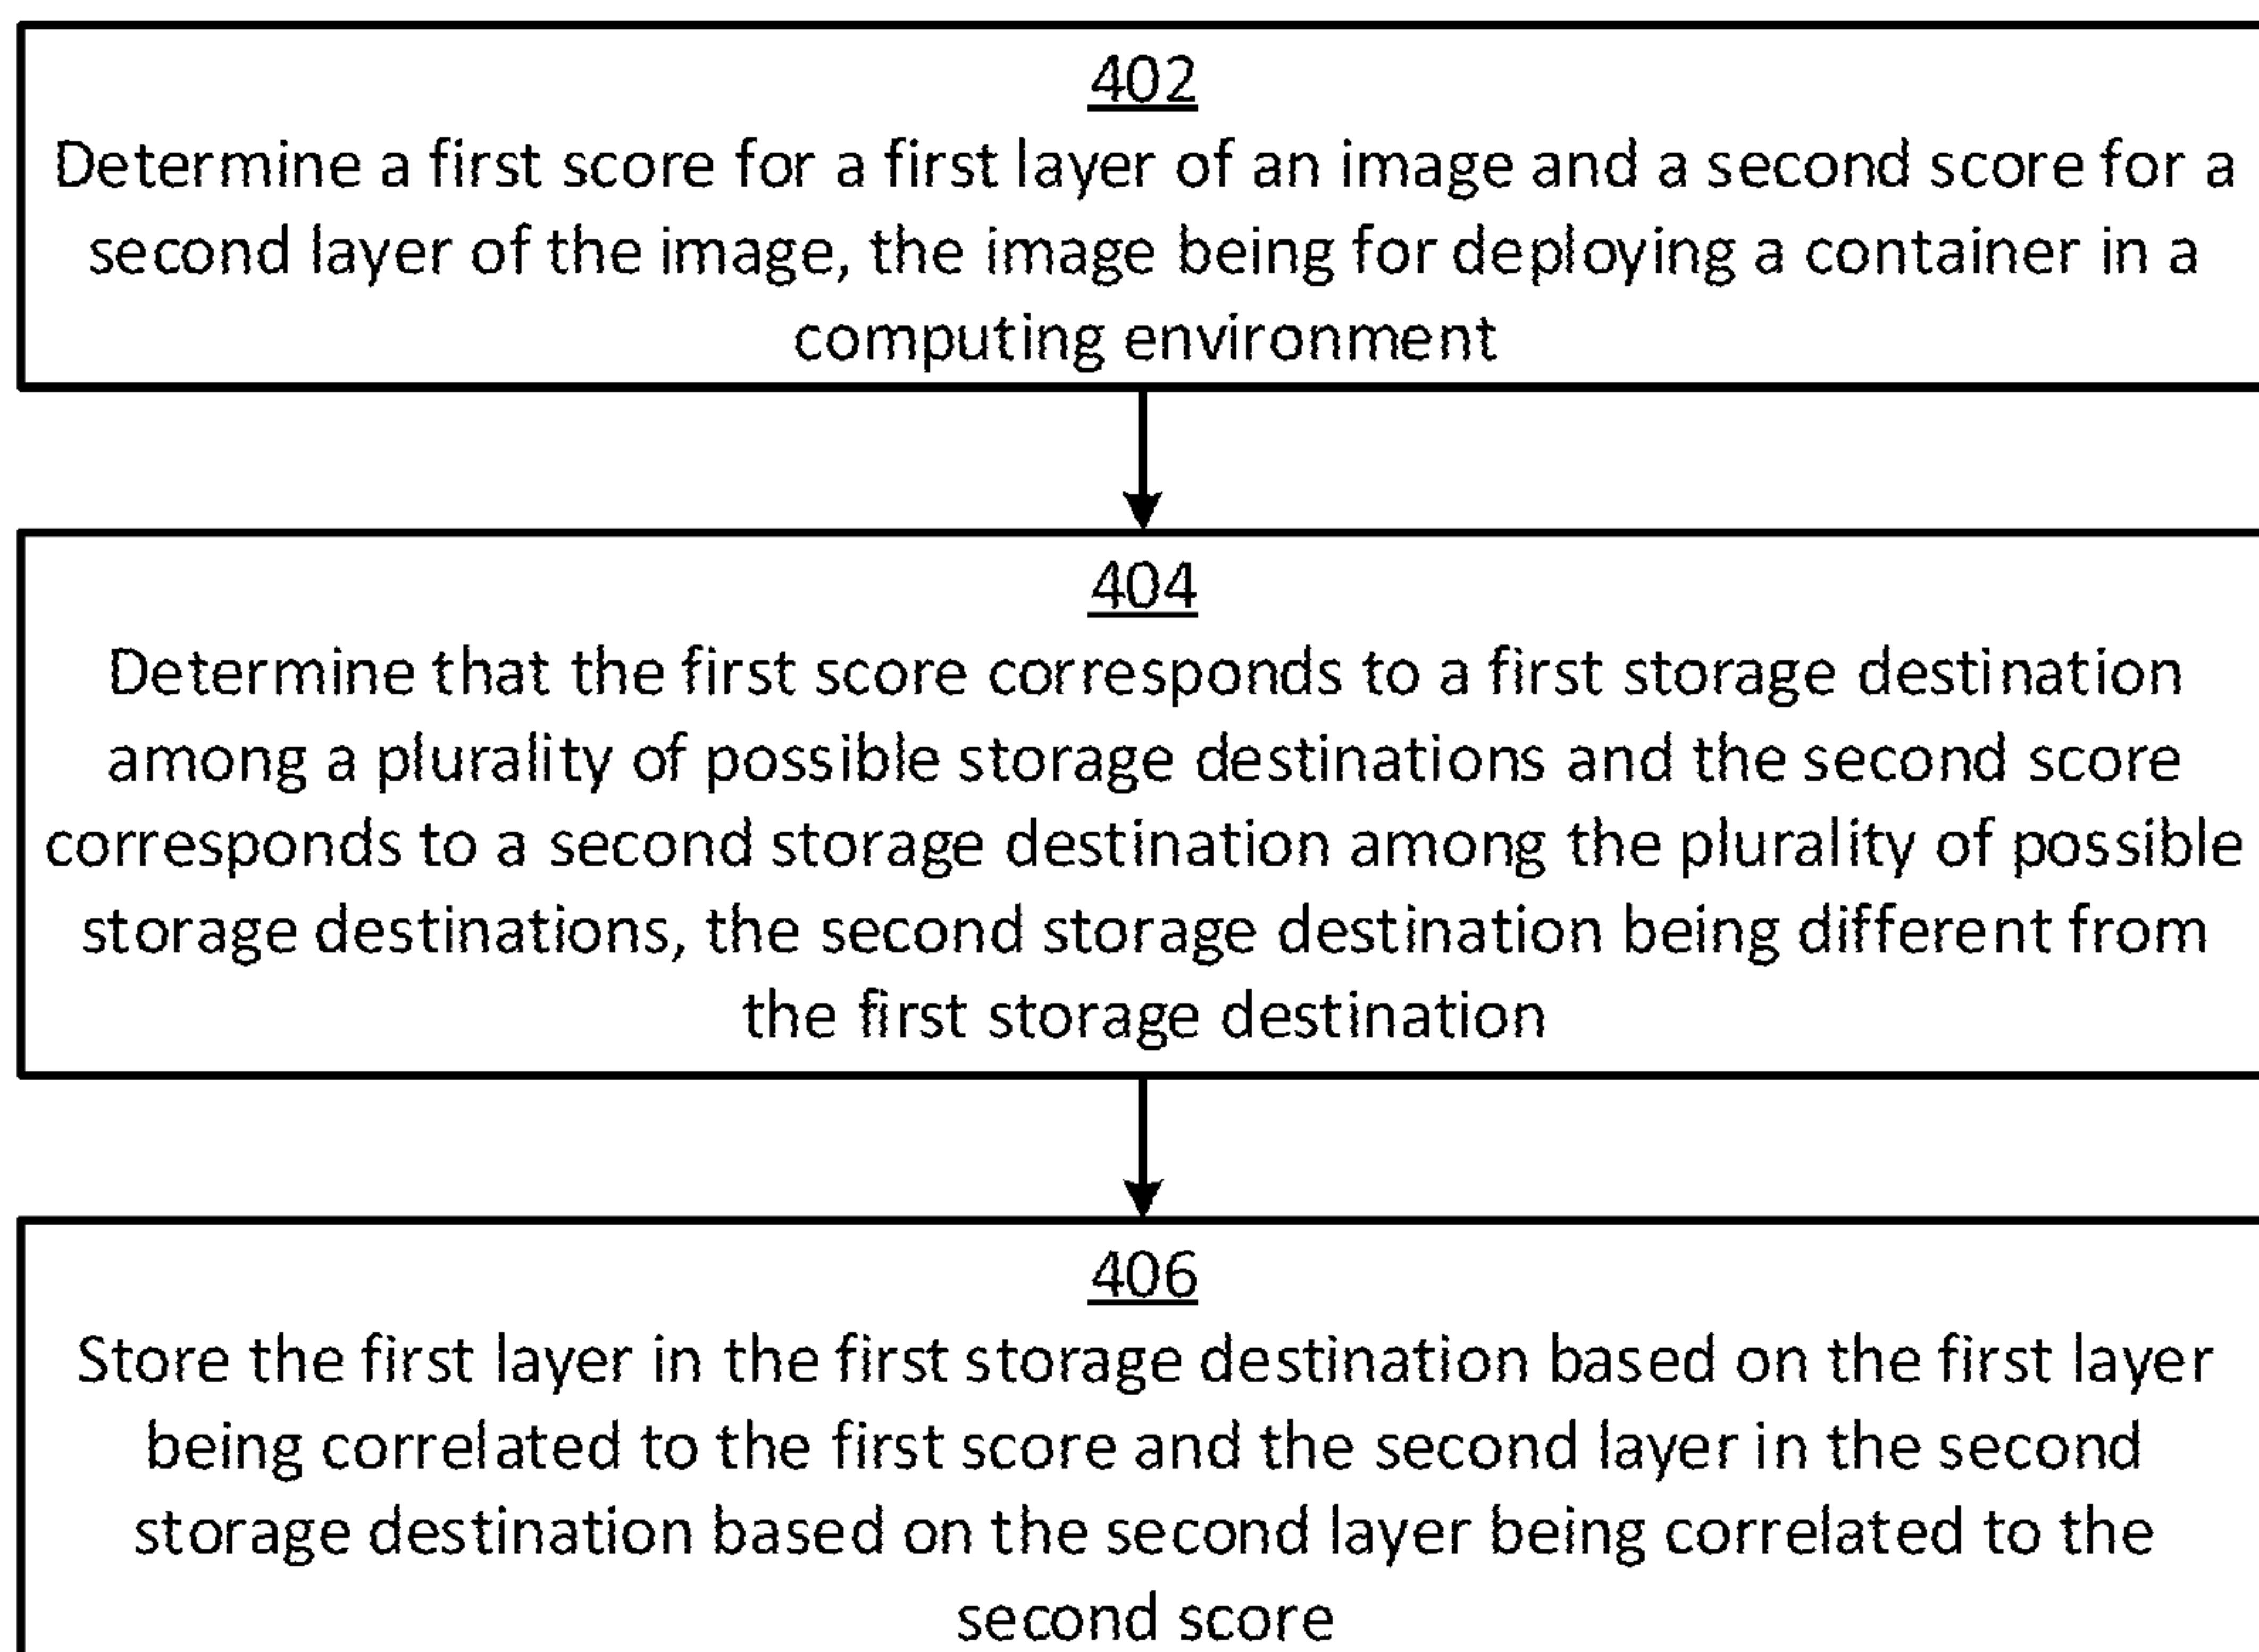 402
Determine a first score for a first layer of an image and a second score for a
second layer of the image, the image being for deploying a container in a
computing environment
404
Determine that the first score corresponds to a first storage destination
among a plurality of possible storage destinations and the second score
corresponds to a second storage destination among the plurality of possible
storage destinations, the second storage destination being different from
the first storage destination
406
Store the first layer in the first storage destination based on the first layer
being correlated to the first score and the second layer in the second
storage destination based on the second layer being correlated to the
second score